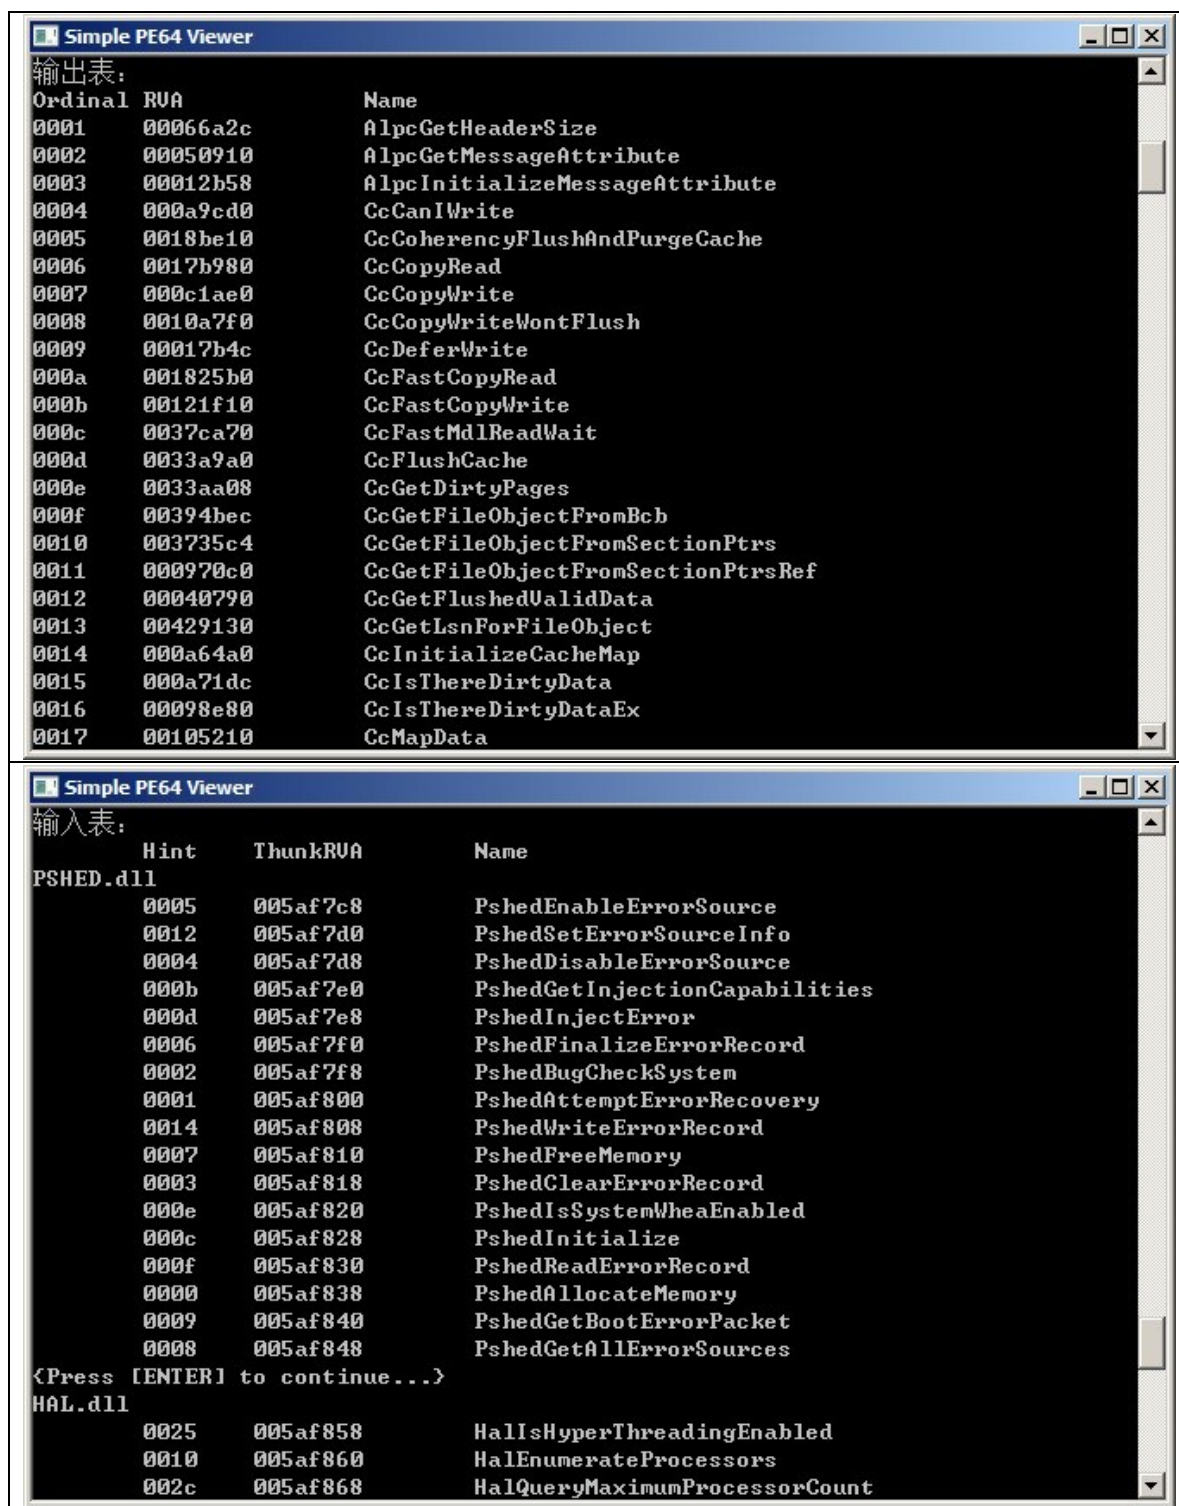 Simple PE64 Viewer
输出表:
Ordinal RVA Name
0001 00066a2c AlpcGetHeaderSize
0002 00050910 AlpcGetMessageAttribute
0003 00012b58 AlpcInitializeMessageAttribute
0004 000a9cd0 CcCanIWrite
0005 0018be10 CcCoherencyFlushAndPurgeCache
0006 0017b980 CcCopyRead
0007 000c1ae0 CcCopyWrite
0008 0010a7f0 CcCopyWriteWontFlush
0009 00017b4c CcDeferWrite
000a 001825b0 CcFastCopyRead
000b 00121f10 CcFastCopyWrite
000c 0037ca70 CcFastMdlReadWait
000d 0033a9a0 CcFlushCache
000e 0033aa08 CcGetDirtyPages
000f 00394bec CcGetFileObjectFromBcb
0010 003735c4 CcGetFileObjectFromSectionPtrs
0011 000970c0 CcGetFileObjectFromSectionPtrsRef
0012 00040790 CcGetFlushedValidData
0013 00429130 CcGetLsnForFileObject
0014 000a64a0 CcInitializeCacheMap
0015 000a71dc CcIsThereDirtyData
0016 00098e80 CcIsThereDirtyDataEx
0017 00105210 CcMapData
Simple PE64 Viewer
输入表:
Hint ThunkRVA Name
PSHED.dll
0005 005af7c8 PshedEnableErrorSource
0012 005af7d0 PshedSetErrorSourceInfo
0004 005af7d8 PshedDisableErrorSource
000b 005af7e0 PshedGetInjectionCapabilities
000d 005af7e8 PshedInjectError
0006 005af7f0 PshedFinalizeErrorRecord
0002 005af7f8 PshedBugCheckSystem
0001 005af800 PshedAttemptErrorRecovery
0014 005af808 PshedWriteErrorRecord
0007 005af810 PshedFreeMemory
0003 005af818 PshedClearErrorRecord
000e 005af820 PshedIsSystemWheaEnabled
000c 005af828 PshedInitialize
000f 005af830 PshedReadErrorRecord
0000 005af838 PshedAllocateMemory
0009 005af840 PshedGetBootErrorPacket
0008 005af848 PshedGetAllErrorSources
{Press [ENTER] to continue...}
HAL.dll
0025 005af858 HalIsHyperThreadingEnabled
0010 005af860 HalEnumerateProcessors
002c 005af868 HalQueryMaximumProcessorCount